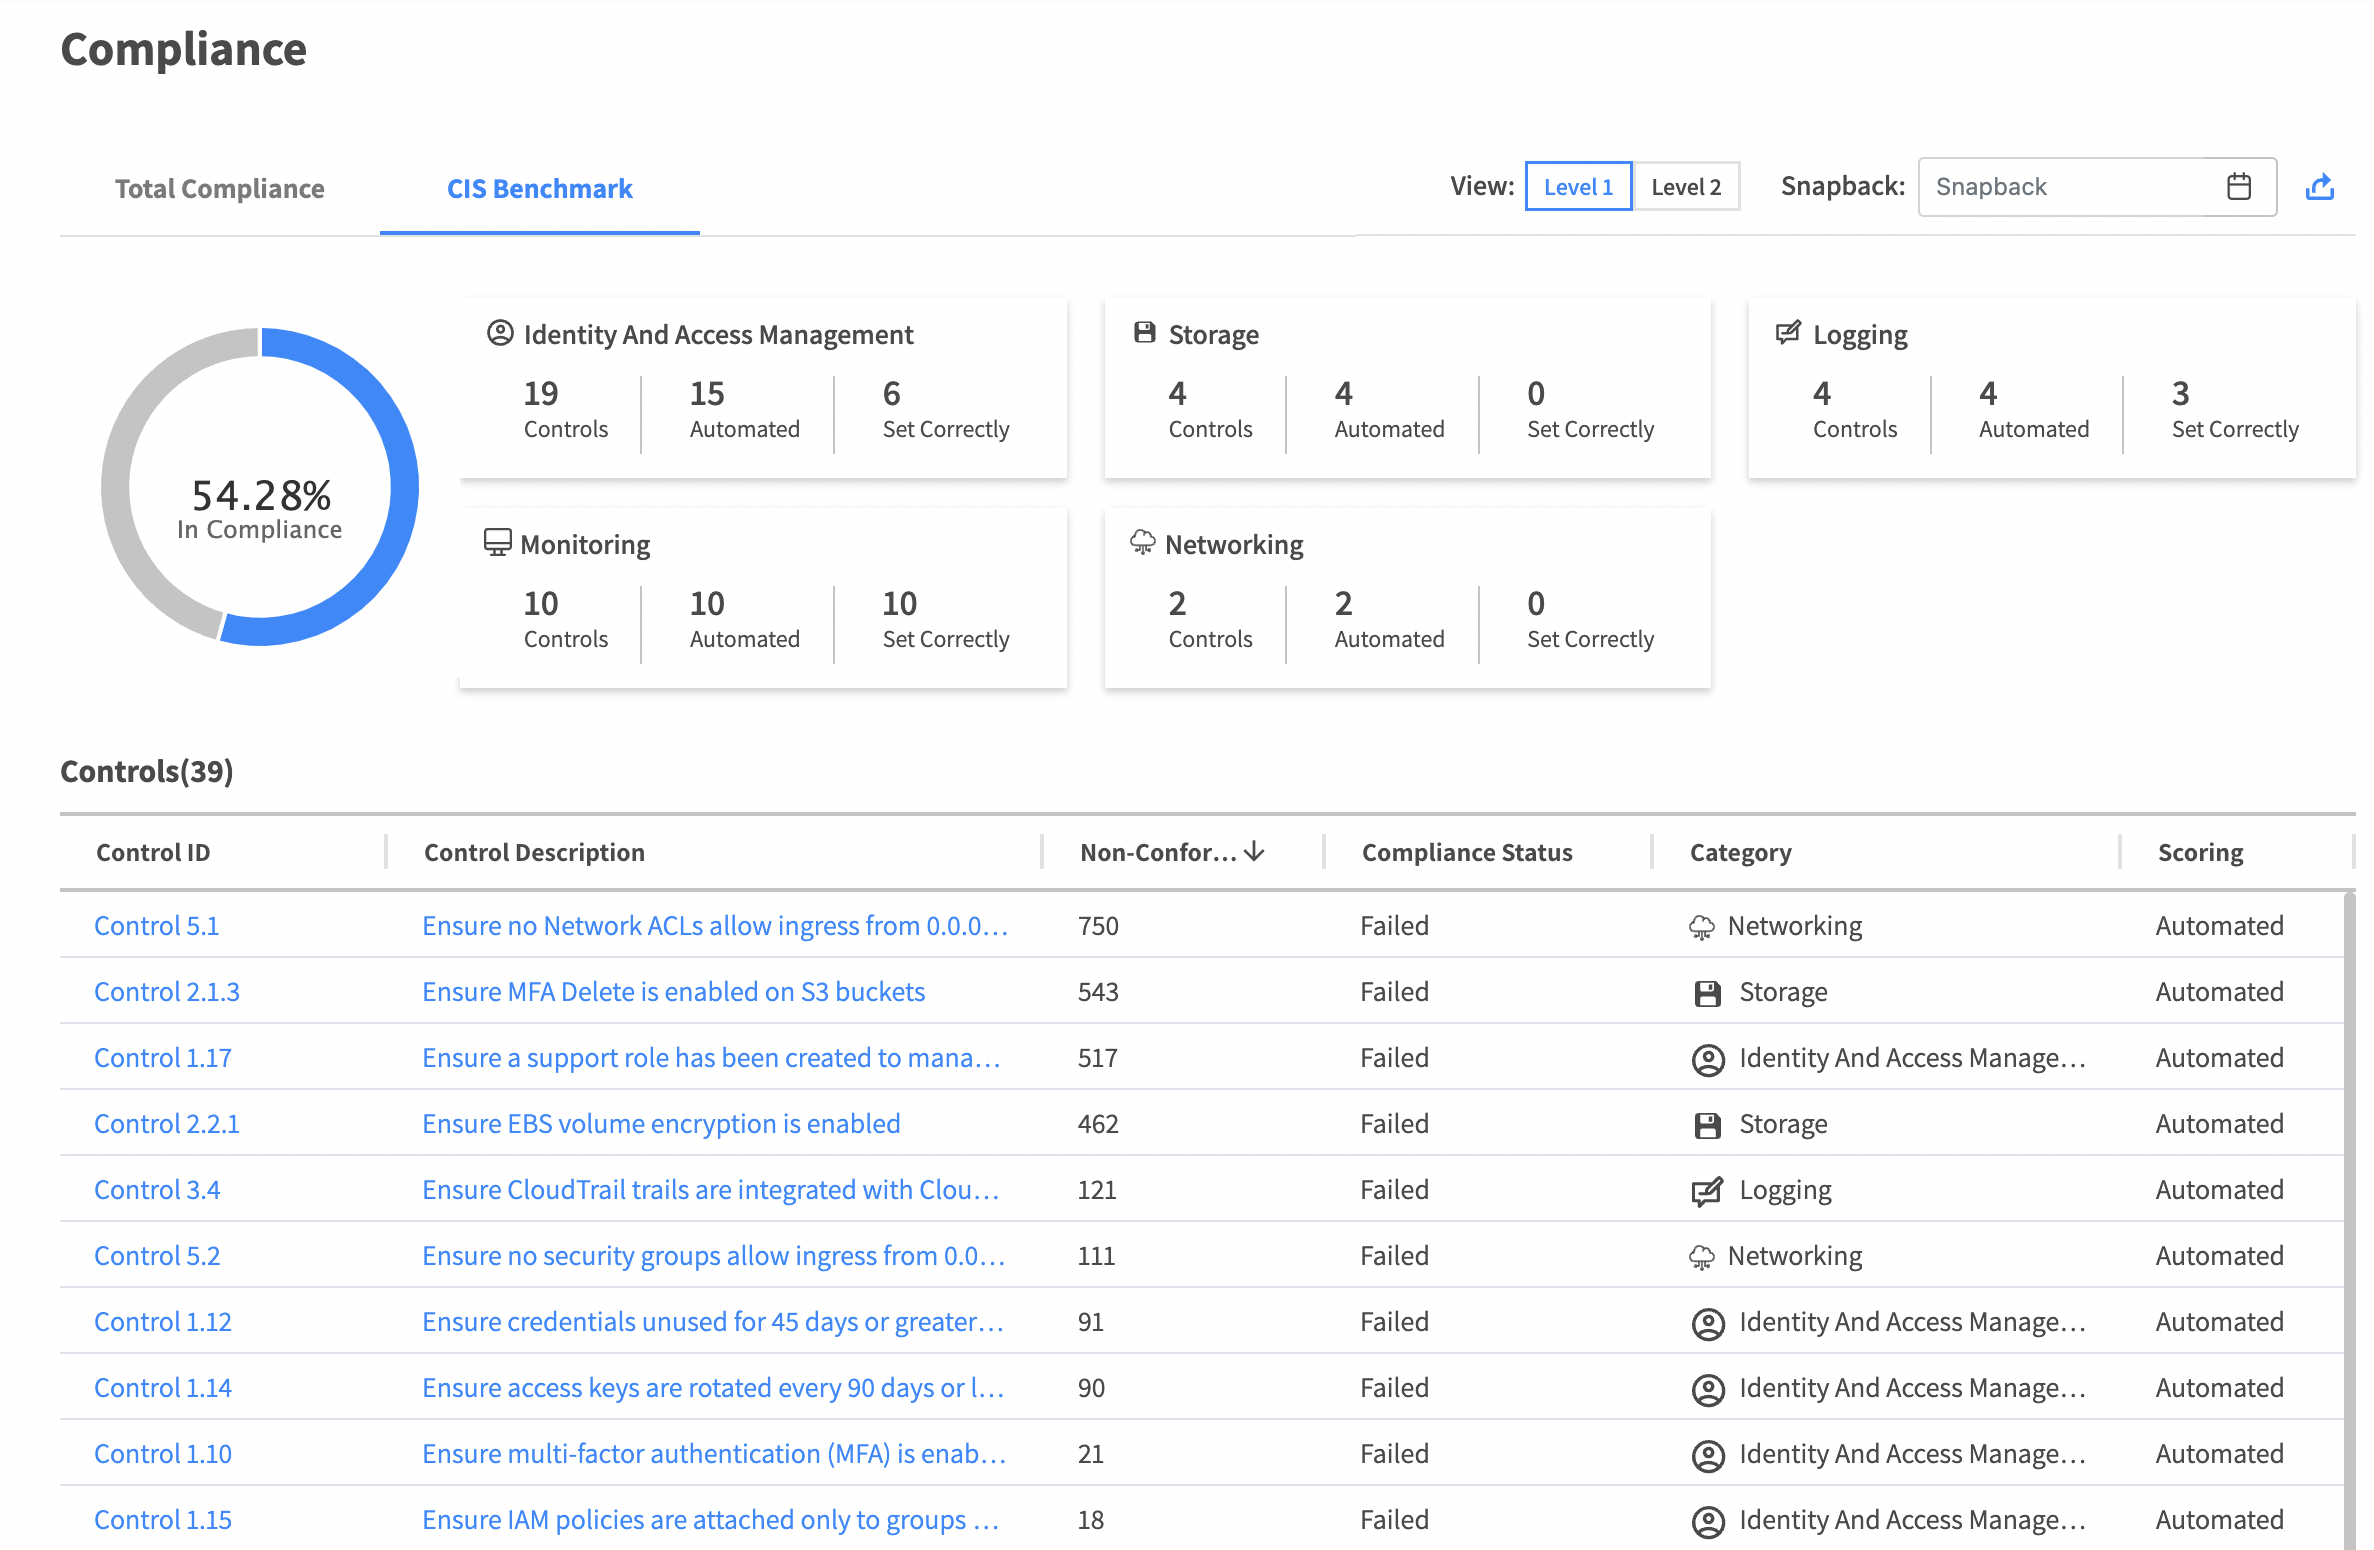 Compliance
Total Compliance CIS Benchmark View: Level 1 Level 2 Snapback: Snapback
54.28%
In Compliance
Identity And Access Management
19 15 6
Controls Automated Set Correctly
Storage
4 4 0
Controls Automated Set Correctly
Logging
4 4 3
Controls Automated Set Correctly
Monitoring
10 10 10
Controls Automated Set Correctly
Networking
2 2 0
Controls Automated Set Correctly
Controls(39)
Control ID Control Description Non-Confor... Compliance Status Category Scoring
Control 5.1 Ensure no Network ACLs allow ingress from 0.0.0... 750 Failed Networking Automated
Control 2.1.3 Ensure MFA Delete is enabled on S3 buckets 543 Failed Storage Automated
Control 1.17 Ensure a support role has been created to mana... 517 Failed Identity And Access Manage... Automated
Control 2.2.1 Ensure EBS volume encryption is enabled 462 Failed Storage Automated
Control 3.4 Ensure CloudTrail trails are integrated with Clou... 121 Failed Logging Automated
Control 5.2 Ensure no security groups allow ingress from 0.0... 111 Failed Networking Automated
Control 1.12 Ensure credentials unused for 45 days or greater... 91 Failed Identity And Access Manage... Automated
Control 1.14 Ensure access keys are rotated every 90 days or l... 90 Failed Identity And Access Manage... Automated
Control 1.10 Ensure multi-factor authentication (MFA) is enab... 21 Failed Identity And Access Manage... Automated
Control 1.15 Ensure IAM policies are attached only to groups ... 18 Failed Identity And Access Manage... Automated